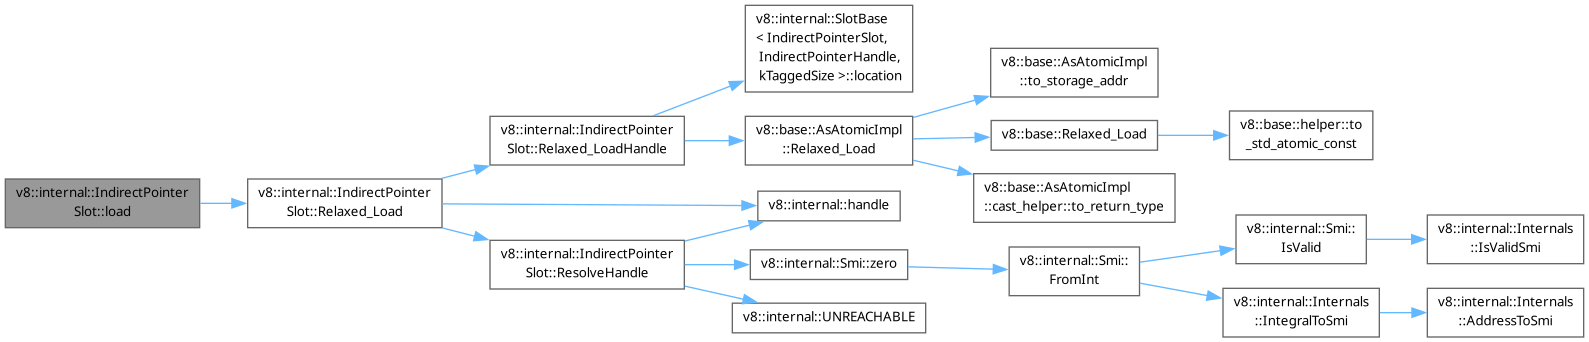 v8::internal::IndirectPointer
Slot::load
v8::internal::IndirectPointer
Slot::Relaxed_Load
v8::internal::IndirectPointer
Slot::Relaxed_LoadHandle
v8::internal::SlotBase
< IndirectPointerSlot,
IndirectPointerHandle,
kTaggedSize >::location
v8::base::AsAtomicImpl
::Relaxed_Load
v8::base::AsAtomicImpl
::to_storage_addr
v8::base::Relaxed_Load
v8::base::helper::to
_std_atomic_const
v8::base::AsAtomicImpl
::cast_helper::to_return_type
v8::internal::handle
v8::internal::IndirectPointer
Slot::ResolveHandle
v8::internal::Smi::zero
v8::internal::UNREACHABLE
v8::internal::Smi::
FromInt
v8::internal::Smi::
IsValid
v8::internal::Internals
::IsValidSmi
v8::internal::Internals
::IntegralToSmi
v8::internal::Internals
::AddressToSmi